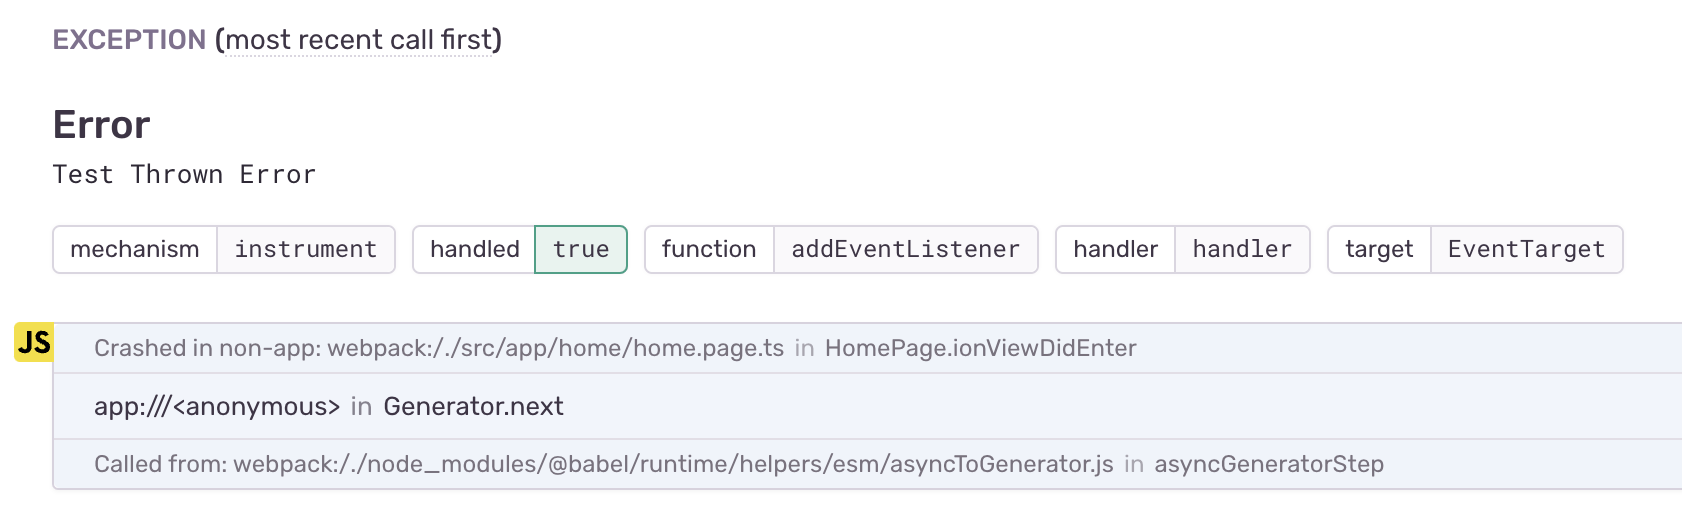 EXCEPTION (most recent call first)
Error
Test Thrown Error
mechanism instrument handled true function addEventListener handler handler target EventTarget
JS Crashed in non-app: webpack:/./src/app/home/home.page.ts in HomePage.ionViewDidEnter
app:///<anonymous> in Generator.next
Called from: webpack:/./node_modules/@babel/runtime/helpers/esm/asyncToGenerator.js in asyncGeneratorStep